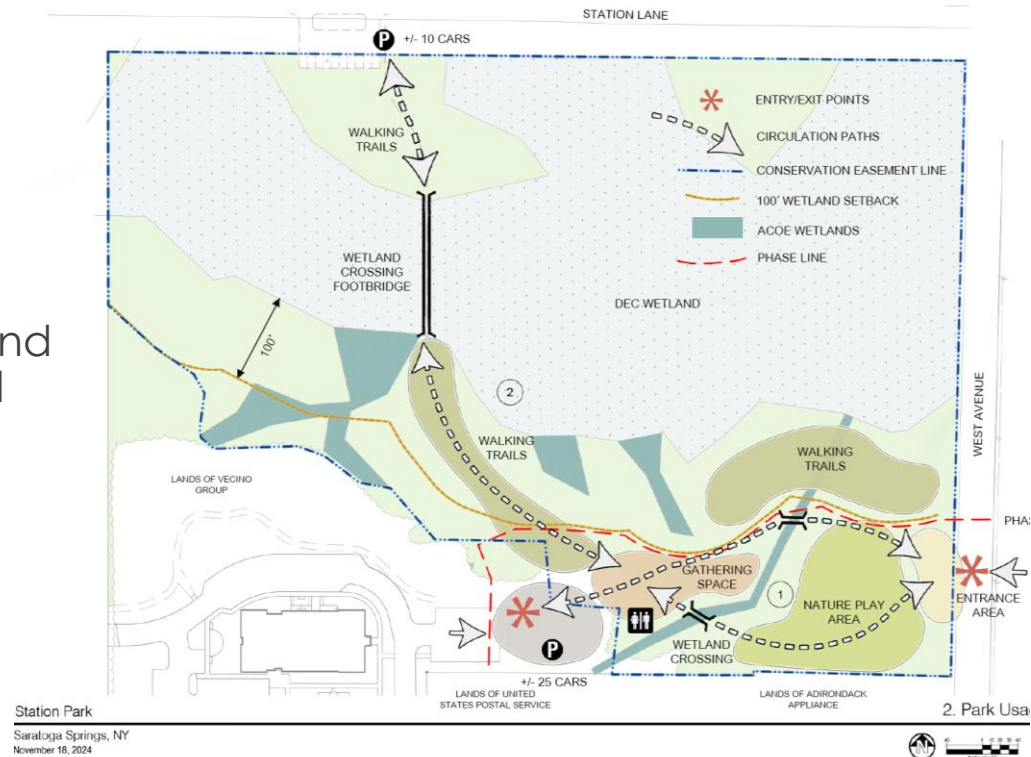 STATION LANE
P
+/- 10 CARS
WALKING
TRAILS
ENTRY/EXIT POINTS
CIRCULATION PATHS
CONSERVATION EASEMENT LINE
100' WETLAND SETBACK
ACOE WETLANDS
PHASE LINE
WETLAND
CROSSING
FOOTBRIDGE
DEC WETLAND
100'
2
WEST AVENUE
WALKING
TRAILS
WALKING
TRAILS
LANDS OF VECINO
GROUP
GATHERING
SPACE
1
NATURE PLAY
AREA
ENTRANCE
AREA
P
WETLAND
CROSSING
+/- 25 CARS
LANDS OF UNITED
STATES POSTAL SERVICE
LANDS OF ADIRONDACK
APPLIANCE
Station Park
2. Park Usa
Saratoga Springs, NY
November 18, 2024
N